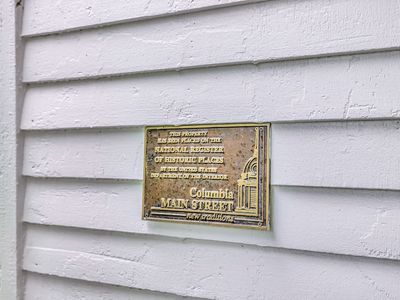 THIS PROPERTY
HAS BEEN PLACED ON THE
NATIONAL REGISTER
OF HISTORIC PLACES
BY THE UNITED STATES
DEPARTMENT OF THE INTERIOR
Columbia
MAIN STREET
new traditions